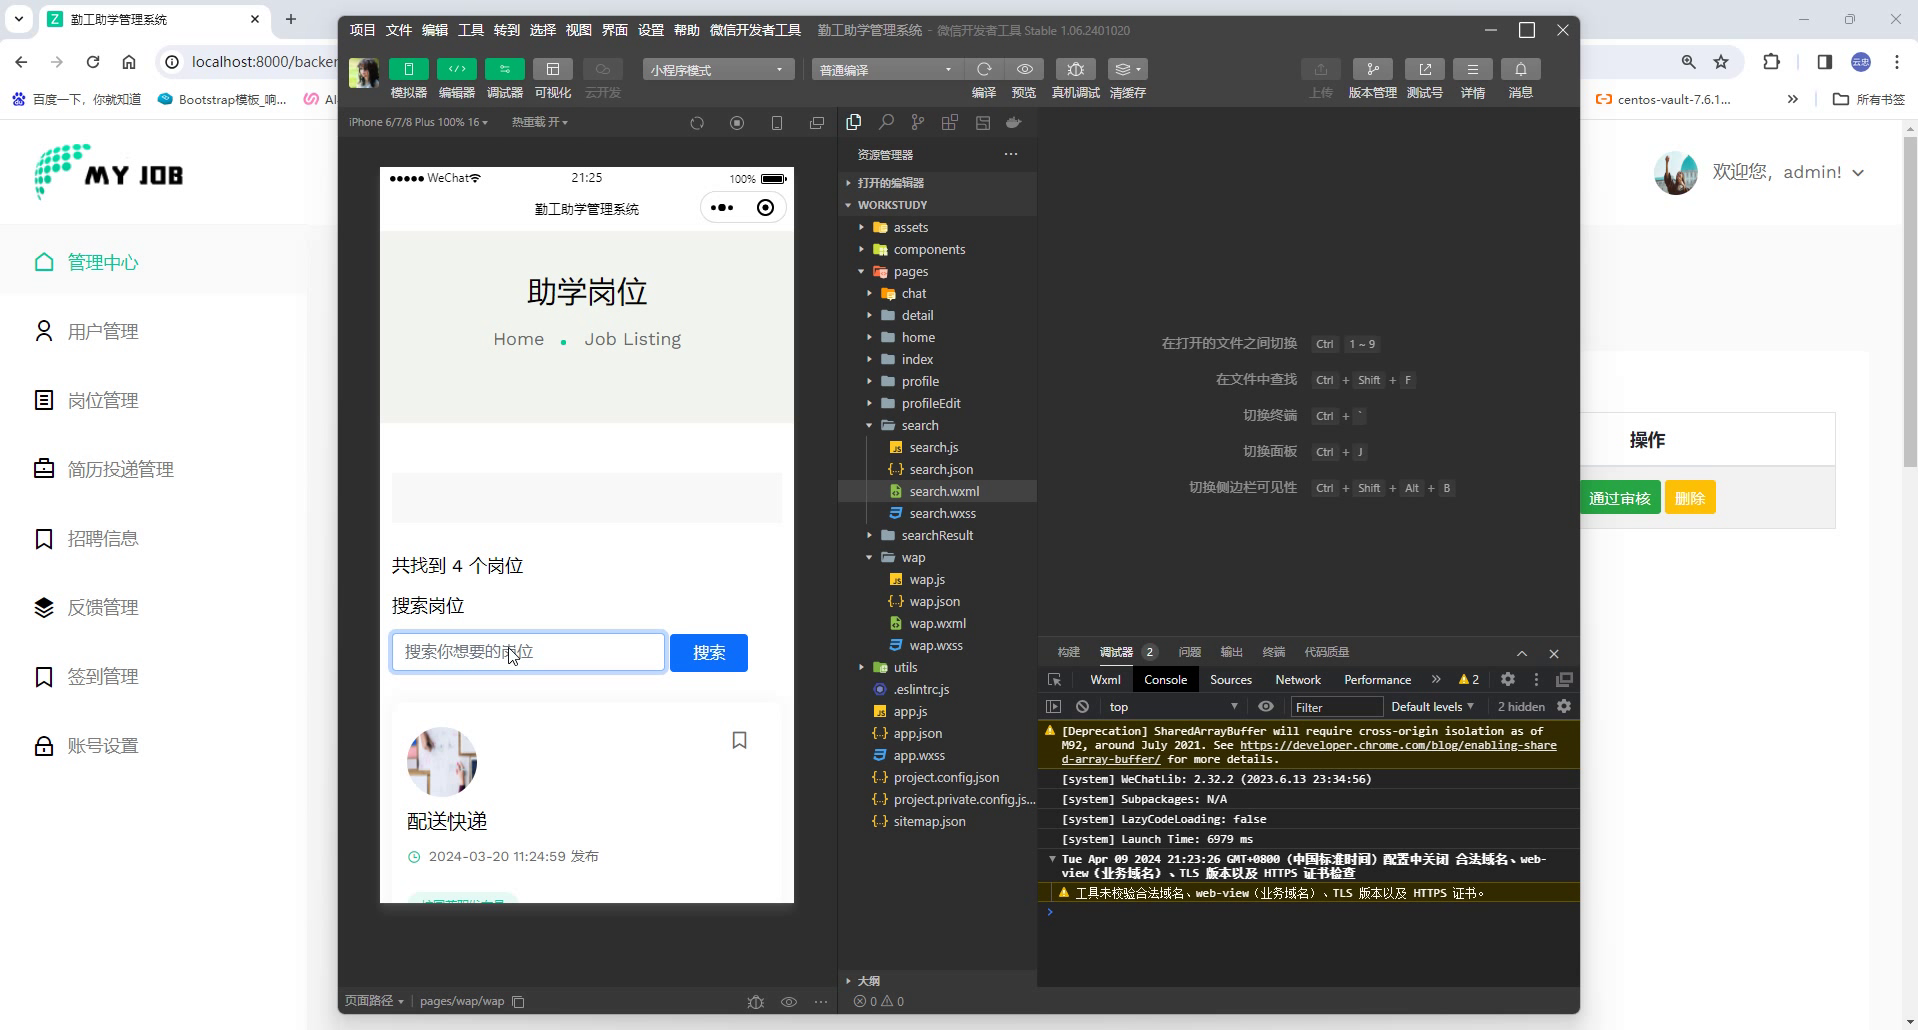 勤工助学管理系统
localhost:8000/backer
百度一下，你就知道
Bootstrap模板_响...
centos-vault-7.6.1...
所有书签
云忠
项目 文件 编辑 工具 转到 选择 视图 界面 设置 帮助 微信开发者工具
勤工助学管理系统 - 微信开发者工具 Stable 1.06.2401020
模拟器 编辑器 调试器 可视化 云开发
小程序模式
普通编译
编译 预览 真机调试 清缓存
上传 版本管理 测试号 详情 消息
iPhone 6/7/8 Plus 100% 16
热重载 开
MY JOB
欢迎您，admin!
管理中心
用户管理
岗位管理
简历投递管理
招聘信息
反馈管理
签到管理
账号设置
操作
通过审核 删除
WeChat
21:25
100%
勤工助学管理系统
助学岗位
Home
Job Listing
共找到 4 个岗位
搜索岗位
搜索你想要的岗位
搜索
配送快递
2024-03-20 11:24:59 发布
页面路径
pages/wap/wap
资源管理器
打开的编辑器
WORKSTUDY
assets
components
pages
chat
detail
home
index
profile
profileEdit
search
search.js
search.json
search.wxml
search.wxss
searchResult
wap
wap.js
wap.json
wap.wxml
wap.wxss
utils
.eslintrc.js
app.js
app.json
app.wxss
project.config.json
project.private.config.js...
sitemap.json
大纲
0 0
在打开的文件之间切换 Ctrl 1 ~ 9
在文件中查找 Ctrl + Shift + F
切换终端 Ctrl + `
切换面板 Ctrl + J
切换侧边栏可见性 Ctrl + Shift + Alt + B
构建 调试器 2 问题 输出 终端 代码质量
Wxml Console Sources Network Performance » 2
top
Filter
Default levels
2 hidden
[Deprecation] SharedArrayBuffer will require cross-origin isolation as of
M92, around July 2021. See https://developer.chrome.com/blog/enabling-share
d-array-buffer/ for more details.
[system] WeChatLib: 2.32.2 (2023.6.13 23:34:56)
[system] Subpackages: N/A
[system] LazyCodeLoading: false
[system] Launch Time: 6979 ms
Tue Apr 09 2024 21:23:26 GMT+0800 (中国标准时间) 配置中关闭 合法域名、web-
view（业务域名）、TLS 版本以及 HTTPS 证书检查
工具未校验合法域名、web-view（业务域名）、TLS 版本以及 HTTPS 证书。